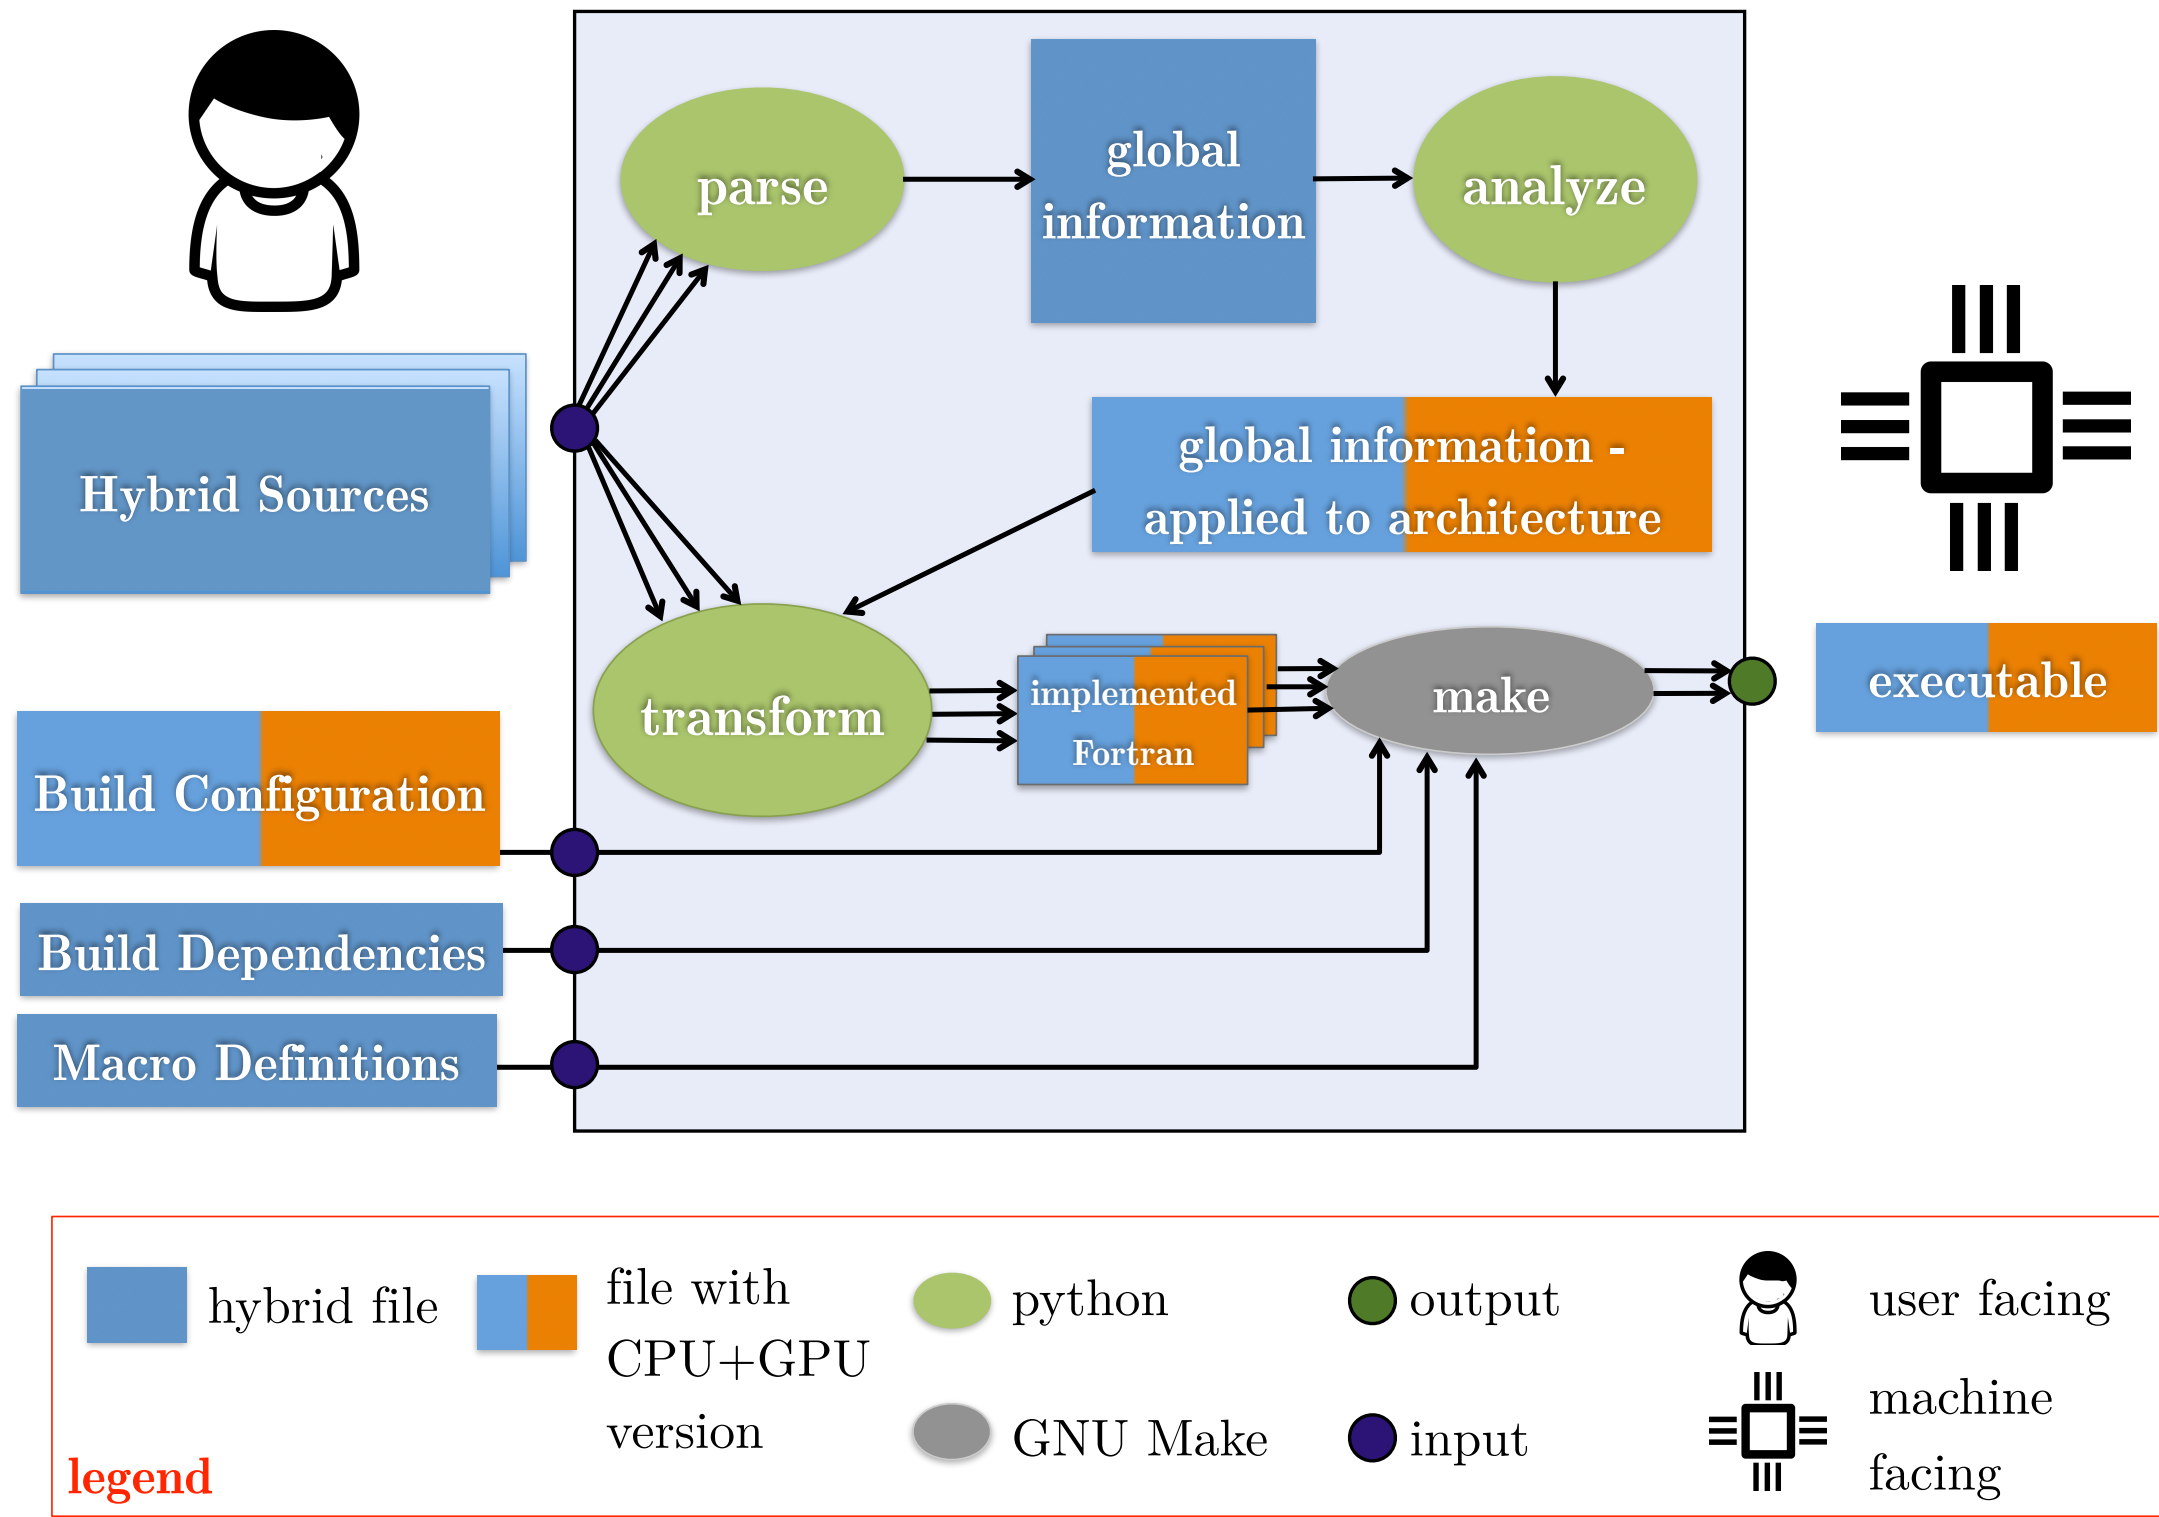 parse
global
information
analyze
Hybrid Sources
global information -
applied to architecture
transform
implemented
Fortran
make
executable
Build Configuration
Build Dependencies
Macro Definitions
hybrid file
file with
CPU+GPU
version
python
GNU Make
output
input
user facing
machine
facing
legend